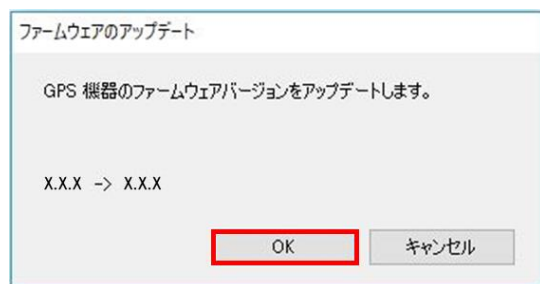 ファームウェアのアップデート
GPS 機器のファームウェアバージョンをアップデートします。
X.X.X -> X.X.X
OK キャンセル